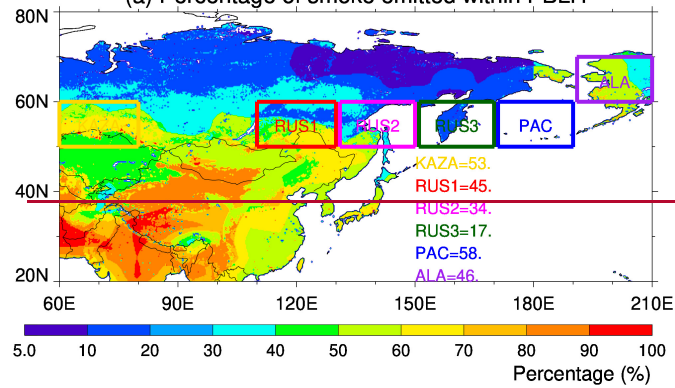 (a) Percentage of smoke emitted within PBLH
80N
60N
40N
20N
RUS1
RUS2
RUS3
PAC
ALA
KAZA=53.
RUS1=45.
RUS2=34.
RUS3=17.
PAC=58.
ALA=46.
60E 90E 120E 150E 180E 210E
5.0 10 20 30 40 50 60 70 80 90 100
Percentage (%)